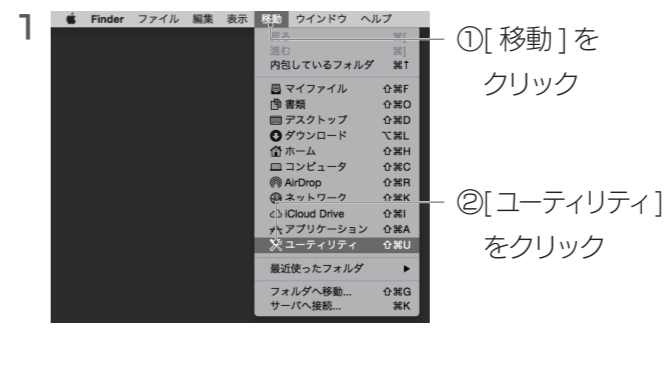 1
Finder ファイル 編集 表示 移動 ウインドウ ヘルプ
戻る ⌘[
進む ⌘]
内包しているフォルダ ⌘↑
マイファイル ⇧⌘F
書類 ⇧⌘O
デスクトップ ⇧⌘D
ダウンロード ⌥⌘L
ホーム ⇧⌘H
コンピュータ ⇧⌘C
AirDrop ⇧⌘R
ネットワーク ⇧⌘K
iCloud Drive ⇧⌘I
アプリケーション ⇧⌘A
ユーティリティ ⇧⌘U
最近使ったフォルダ ▶
フォルダへ移動... ⇧⌘G
サーバへ接続... ⌘K
①[ 移動 ] を
クリック
②[ ユーティリティ ]
をクリック